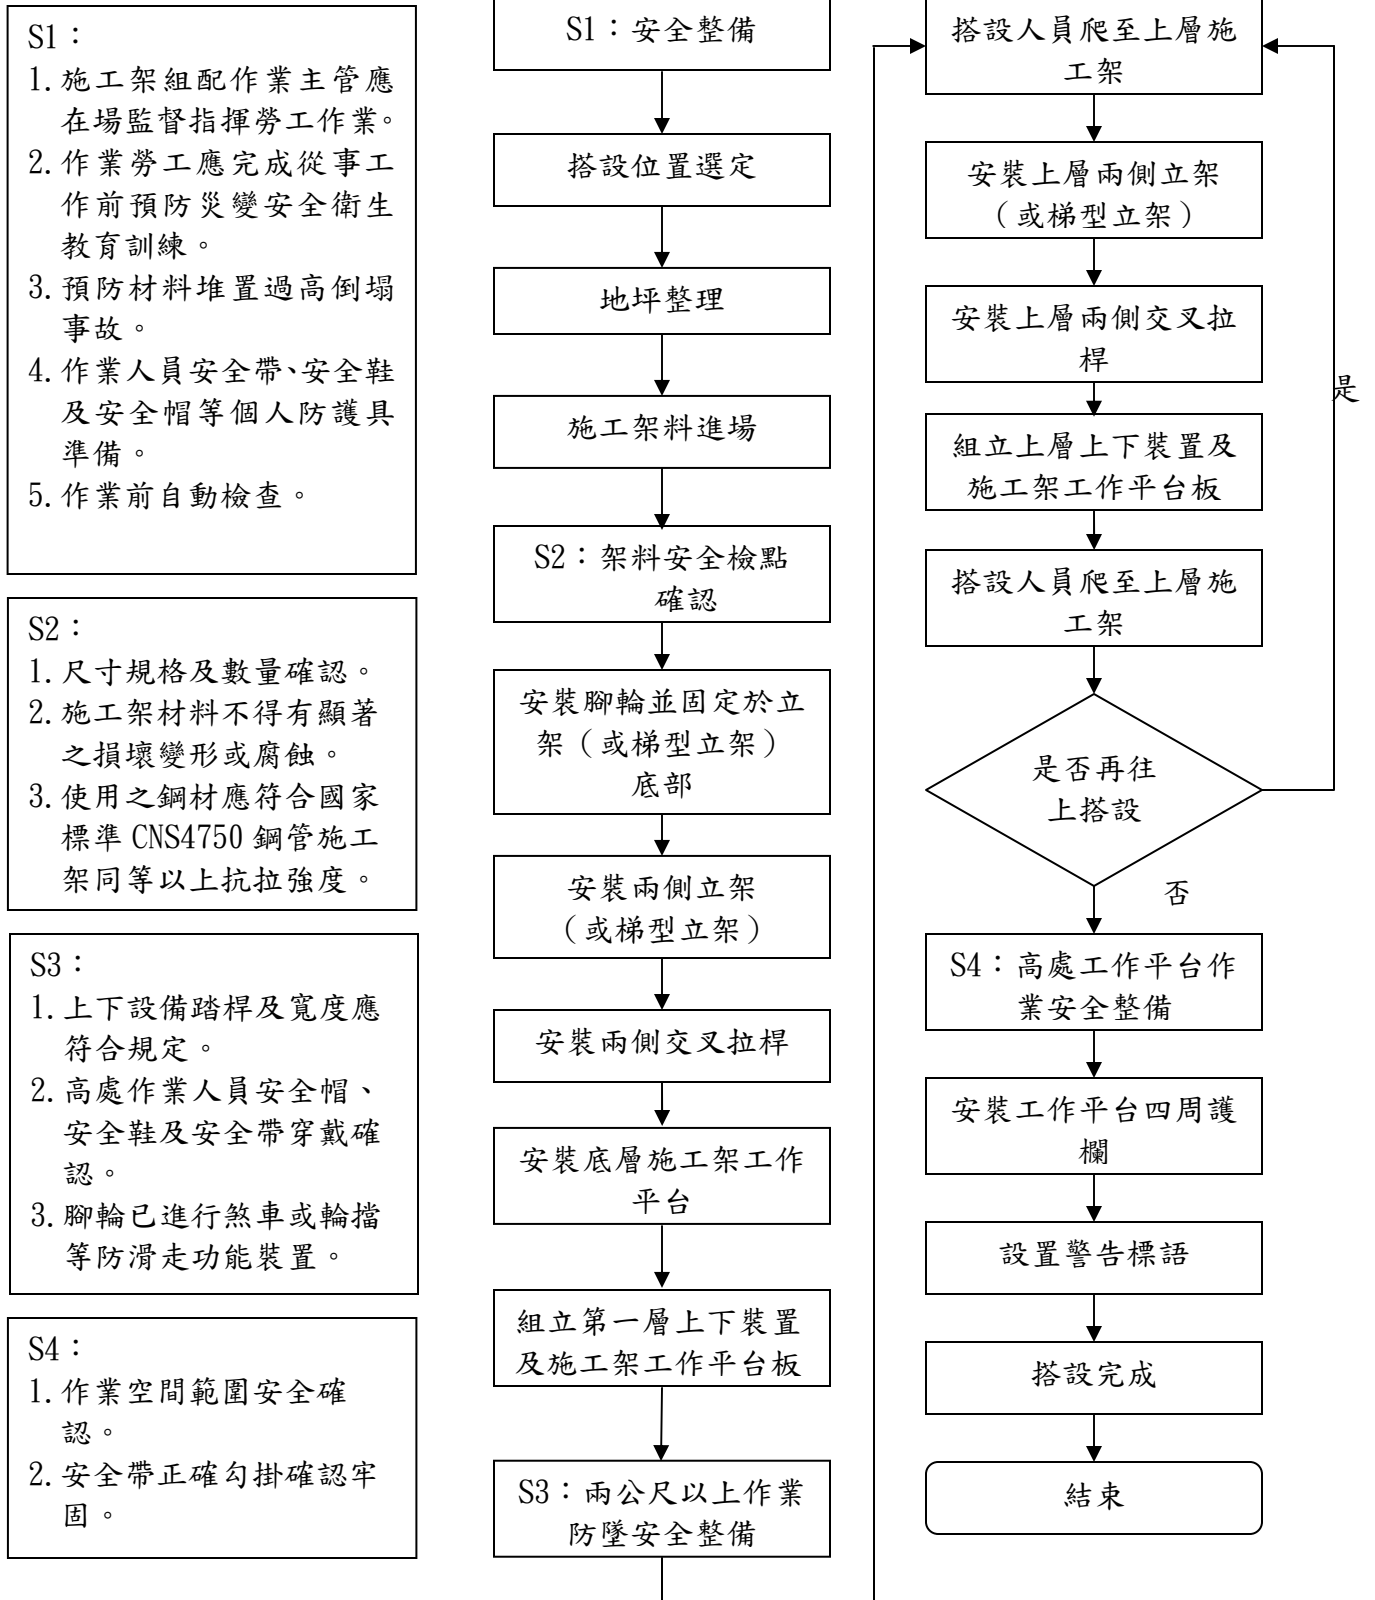 S1：
1.施工架組配作業主管應
在場監督指揮勞工作業。
2.作業勞工應完成從事工
作前預防災變安全衛生
教育訓練。
3.預防材料堆置過高倒塌
事故。
4.作業人員安全帶、安全鞋
及安全帽等個人防護具
準備。
5.作業前自動檢查。
S2：
1.尺寸規格及數量確認。
2.施工架材料不得有顯著
之損壞變形或腐蝕。
3.使用之鋼材應符合國家
標準 CNS4750 鋼管施工
架同等以上抗拉強度。
S3：
1.上下設備踏桿及寬度應
符合規定。
2.高處作業人員安全帽、
安全鞋及安全帶穿戴確
認。
3.腳輪已進行煞車或輪擋
等防滑走功能裝置。
S4：
1.作業空間範圍安全確
認。
2.安全帶正確勾掛確認牢
固。
S1：安全整備
搭設位置選定
地坪整理
施工架料進場
S2：架料安全檢點
確認
安裝腳輪並固定於立
架（或梯型立架）
底部
安裝兩側立架
（或梯型立架）
安裝兩側交叉拉桿
安裝底層施工架工作
平台
組立第一層上下裝置
及施工架工作平台板
S3：兩公尺以上作業
防墜安全整備
搭設人員爬至上層施
工架
安裝上層兩側立架
（或梯型立架）
安裝上層兩側交叉拉
桿
組立上層上下裝置及
施工架工作平台板
搭設人員爬至上層施
工架
是否再往
上搭設
是
否
S4：高處工作平台作
業安全整備
安裝工作平台四周護
欄
設置警告標語
搭設完成
結束